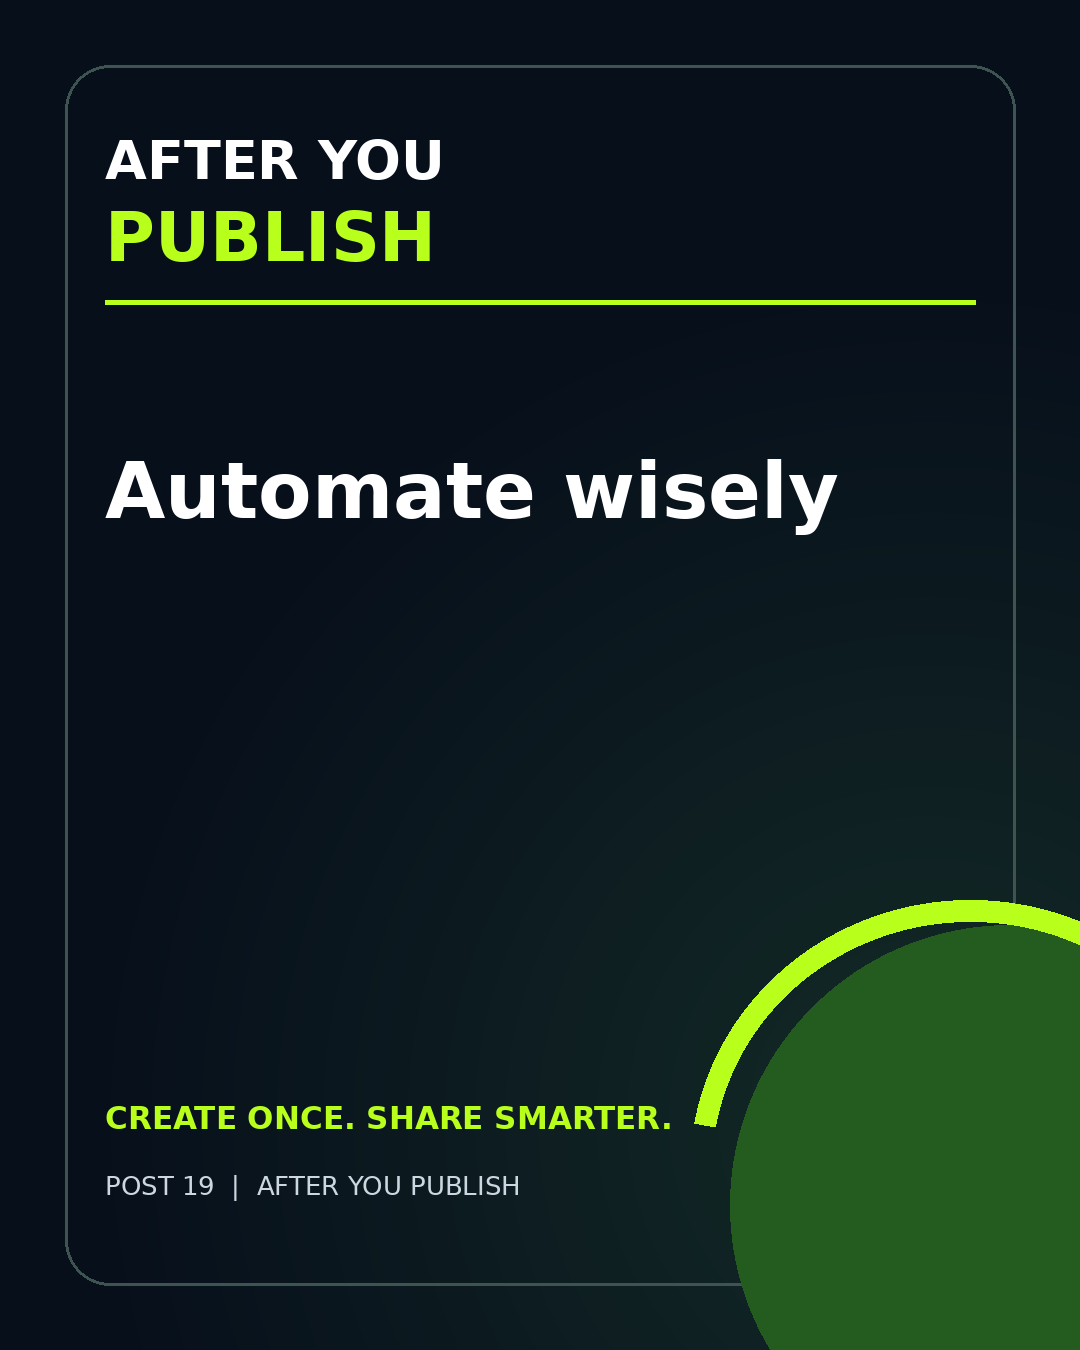 AFTER YOU
PUBLISH
Automate wisely
CREATE ONCE. SHARE SMARTER.
POST 19 | AFTER YOU PUBLISH